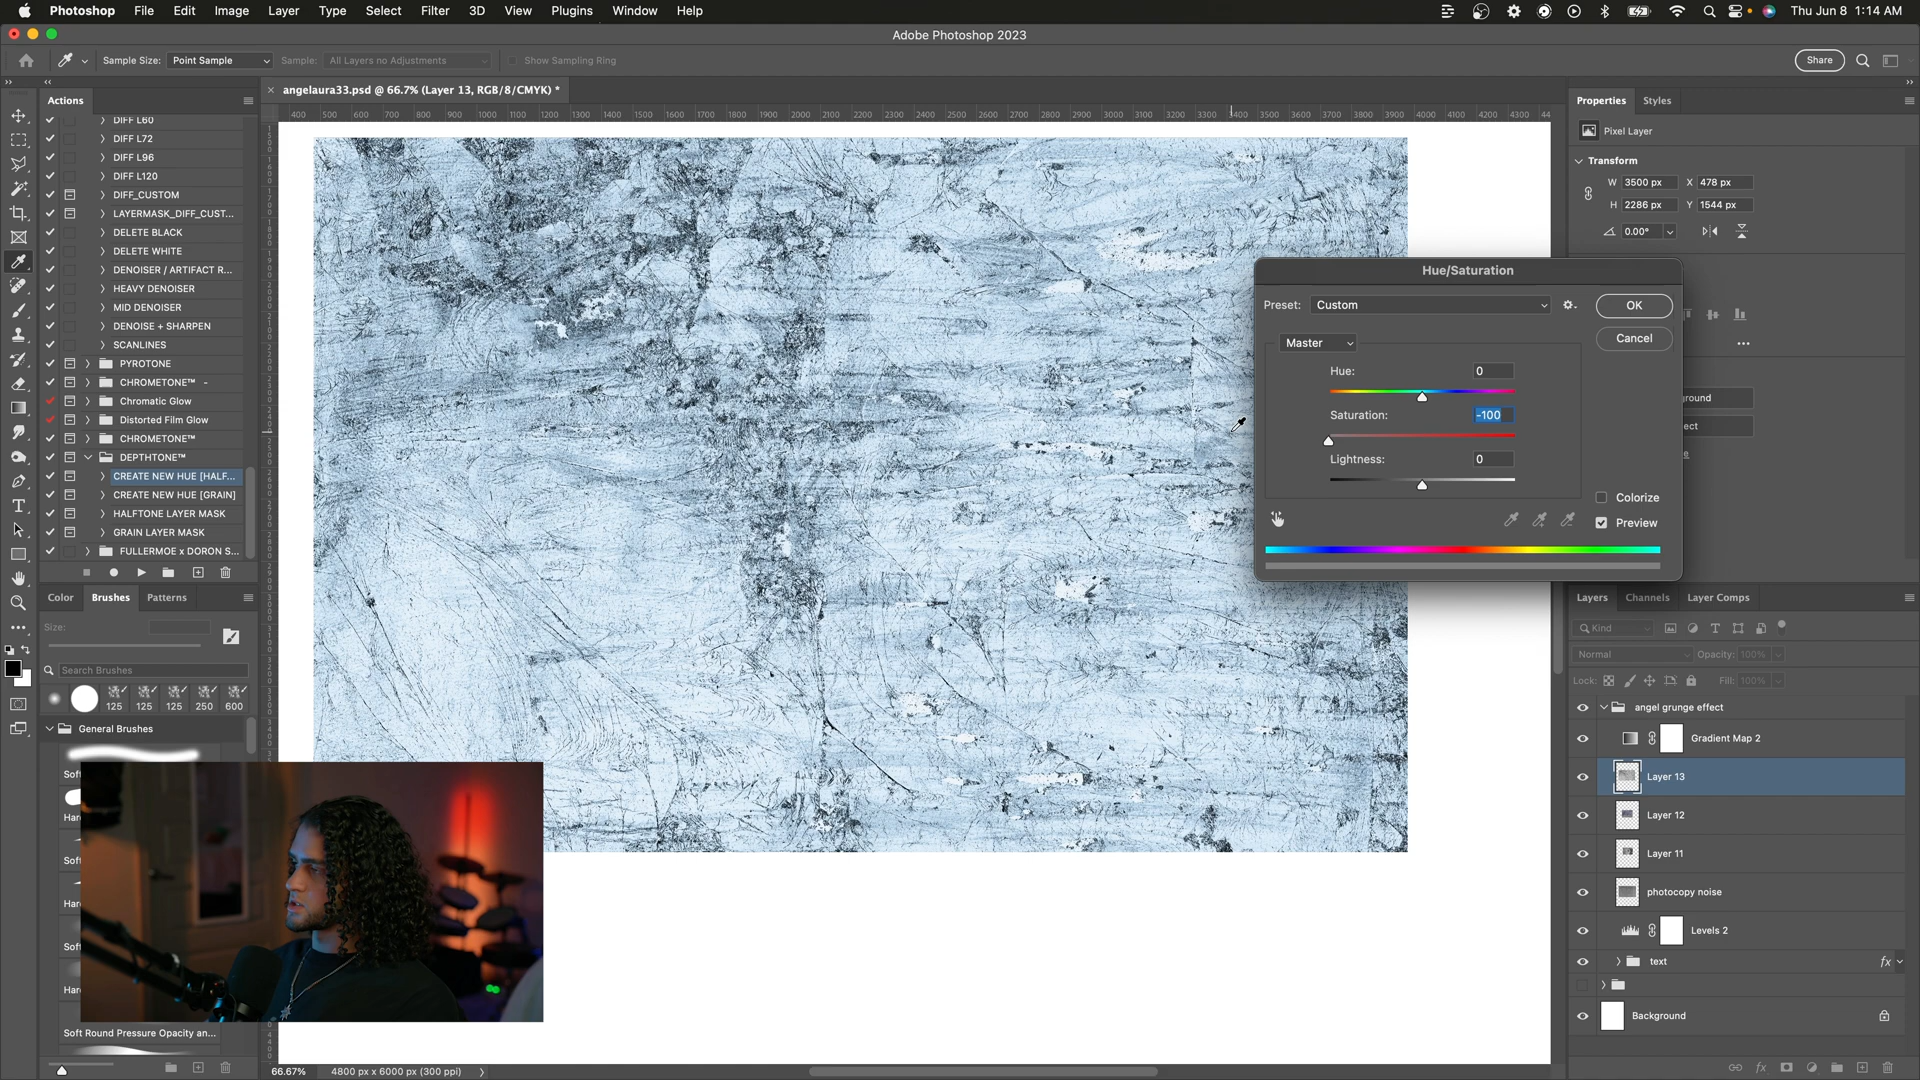 Photoshop File Edit Image Layer Type Select Filter 3D View Plugins Window Help
Thu Jun 8 1:14 AM
Adobe Photoshop 2023
Sample Size: Point Sample Sample: All Layers no Adjustments Show Sampling Ring
Share
angelaura33.psd @ 66.7% (Layer 13, RGB/8/CMYK) *
Actions
DIFF L60
DIFF L72
DIFF L96
DIFF L120
DIFF_CUSTOM
LAYERMASK_DIFF_CUST...
DELETE BLACK
DELETE WHITE
DENOISER / ARTIFACT R...
HEAVY DENOISER
MID DENOISER
DENOISE + SHARPEN
SCANLINES
PYROTONE
CHROMETONE™ -
Chromatic Glow
Distorted Film Glow
CHROMETONE™
DEPTHTONE™
CREATE NEW HUE [HALF...
CREATE NEW HUE [GRAIN]
HALFTONE LAYER MASK
GRAIN LAYER MASK
FULLERMOE x DORON S...
Color Brushes Patterns
Size:
Search Brushes
125 125 125 250 600
General Brushes
Sof
Har
Sof
Har
Sof
Har
Soft Round Pressure Opacity an...
400 500 600 700 800 900 1000 1100 1200 1300 1400 1500 1600 1700 1800 1900 2000 2100 2200 2300 2400 2500 2600 2700 2800 2900 3000 3100 3200 3300 3400 3500 3600 3700 3800 3900 4000 4100 4200 4300 44
66.67% 4800 px x 6000 px (300 ppi)
Hue/Saturation
Preset: Custom
OK
Cancel
Master
Hue: 0
Saturation: -100
Lightness: 0
Colorize
Preview
Properties Styles
Pixel Layer
Transform
W 3500 px X 478 px
H 2286 px Y 1544 px
0.00°
ground
ect
Layers Channels Layer Comps
Kind
Normal Opacity: 100%
Lock: Fill: 100%
angel grunge effect
Gradient Map 2
Layer 13
Layer 12
Layer 11
photocopy noise
Levels 2
text fx
Background
fx